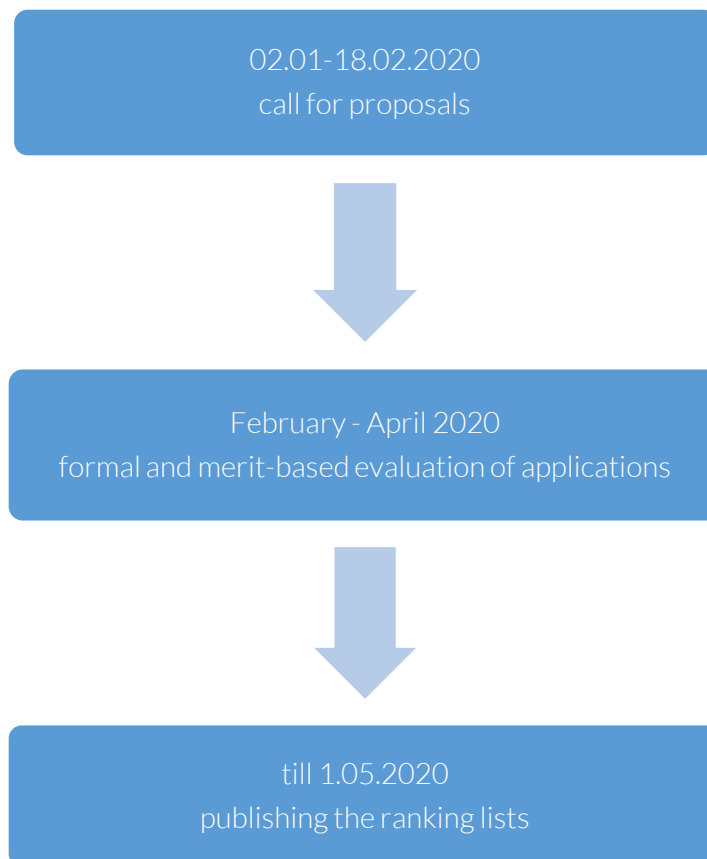 02.01-18.02.2020
call for proposals
February - April 2020
formal and merit-based evaluation of applications
till 1.05.2020
publishing the ranking lists